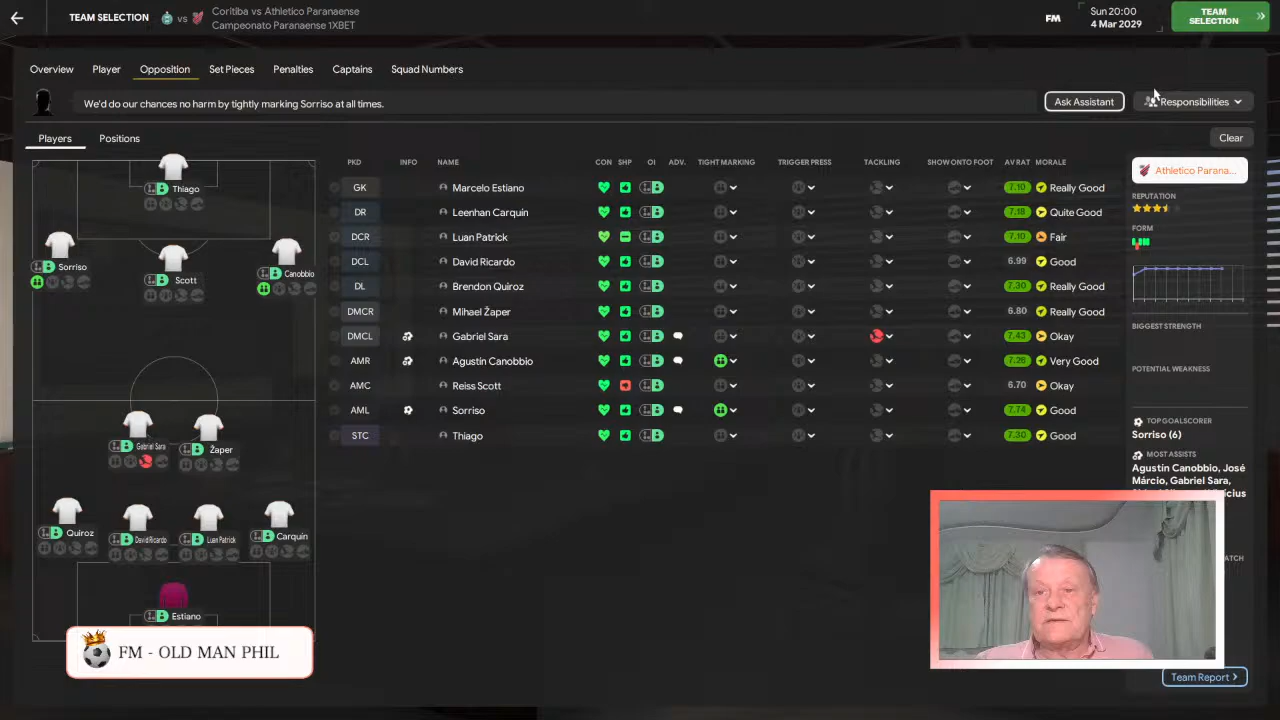 TEAM SELECTION
vs
Corítiba vs Athletico Paranaense
Campeonato Paranaense 1XBET
FM
Sun 20:00
4 Mar 2029
TEAM SELECTION
Overview
Player
Opposition
Set Pieces
Penalties
Captains
Squad Numbers
We'd do our chances no harm by tightly marking Sorriso at all times.
Ask Assistant
Responsibilities
Players
Positions
Clear
Thiago
Sorriso
Scott
Canobbio
Gabriel Sara
Žaper
Quiroz
David Ricardo
Luan Patrick
Carquin
Estiano
FM - OLD MAN PHIL
PKD INFO NAME CON SHP OI ADV. TIGHT MARKING TRIGGER PRESS TACKLING SHOW ONTO FOOT AV RAT MORALE
GK Marcelo Estiano 7.10 Really Good
DR Leenhan Carquin 7.18 Quite Good
DCR Luan Patrick 7.10 Fair
DCL David Ricardo 6.99 Good
DL Brendon Quiroz 7.30 Really Good
DMCR Mihael Žaper 6.80 Really Good
DMCL Gabriel Sara 7.43 Okay
AMR Agustín Canobbio 7.26 Very Good
AMC Reiss Scott 6.70 Okay
AML Sorriso 7.74 Good
STC Thiago 7.30 Good
Athletico Parana...
REPUTATION
FORM
BIGGEST STRENGTH
POTENTIAL WEAKNESS
TOP GOALSCORER
Sorriso (6)
MOST ASSISTS
Agustín Canobbio, José
Márcio, Gabriel Sara,
Team Report